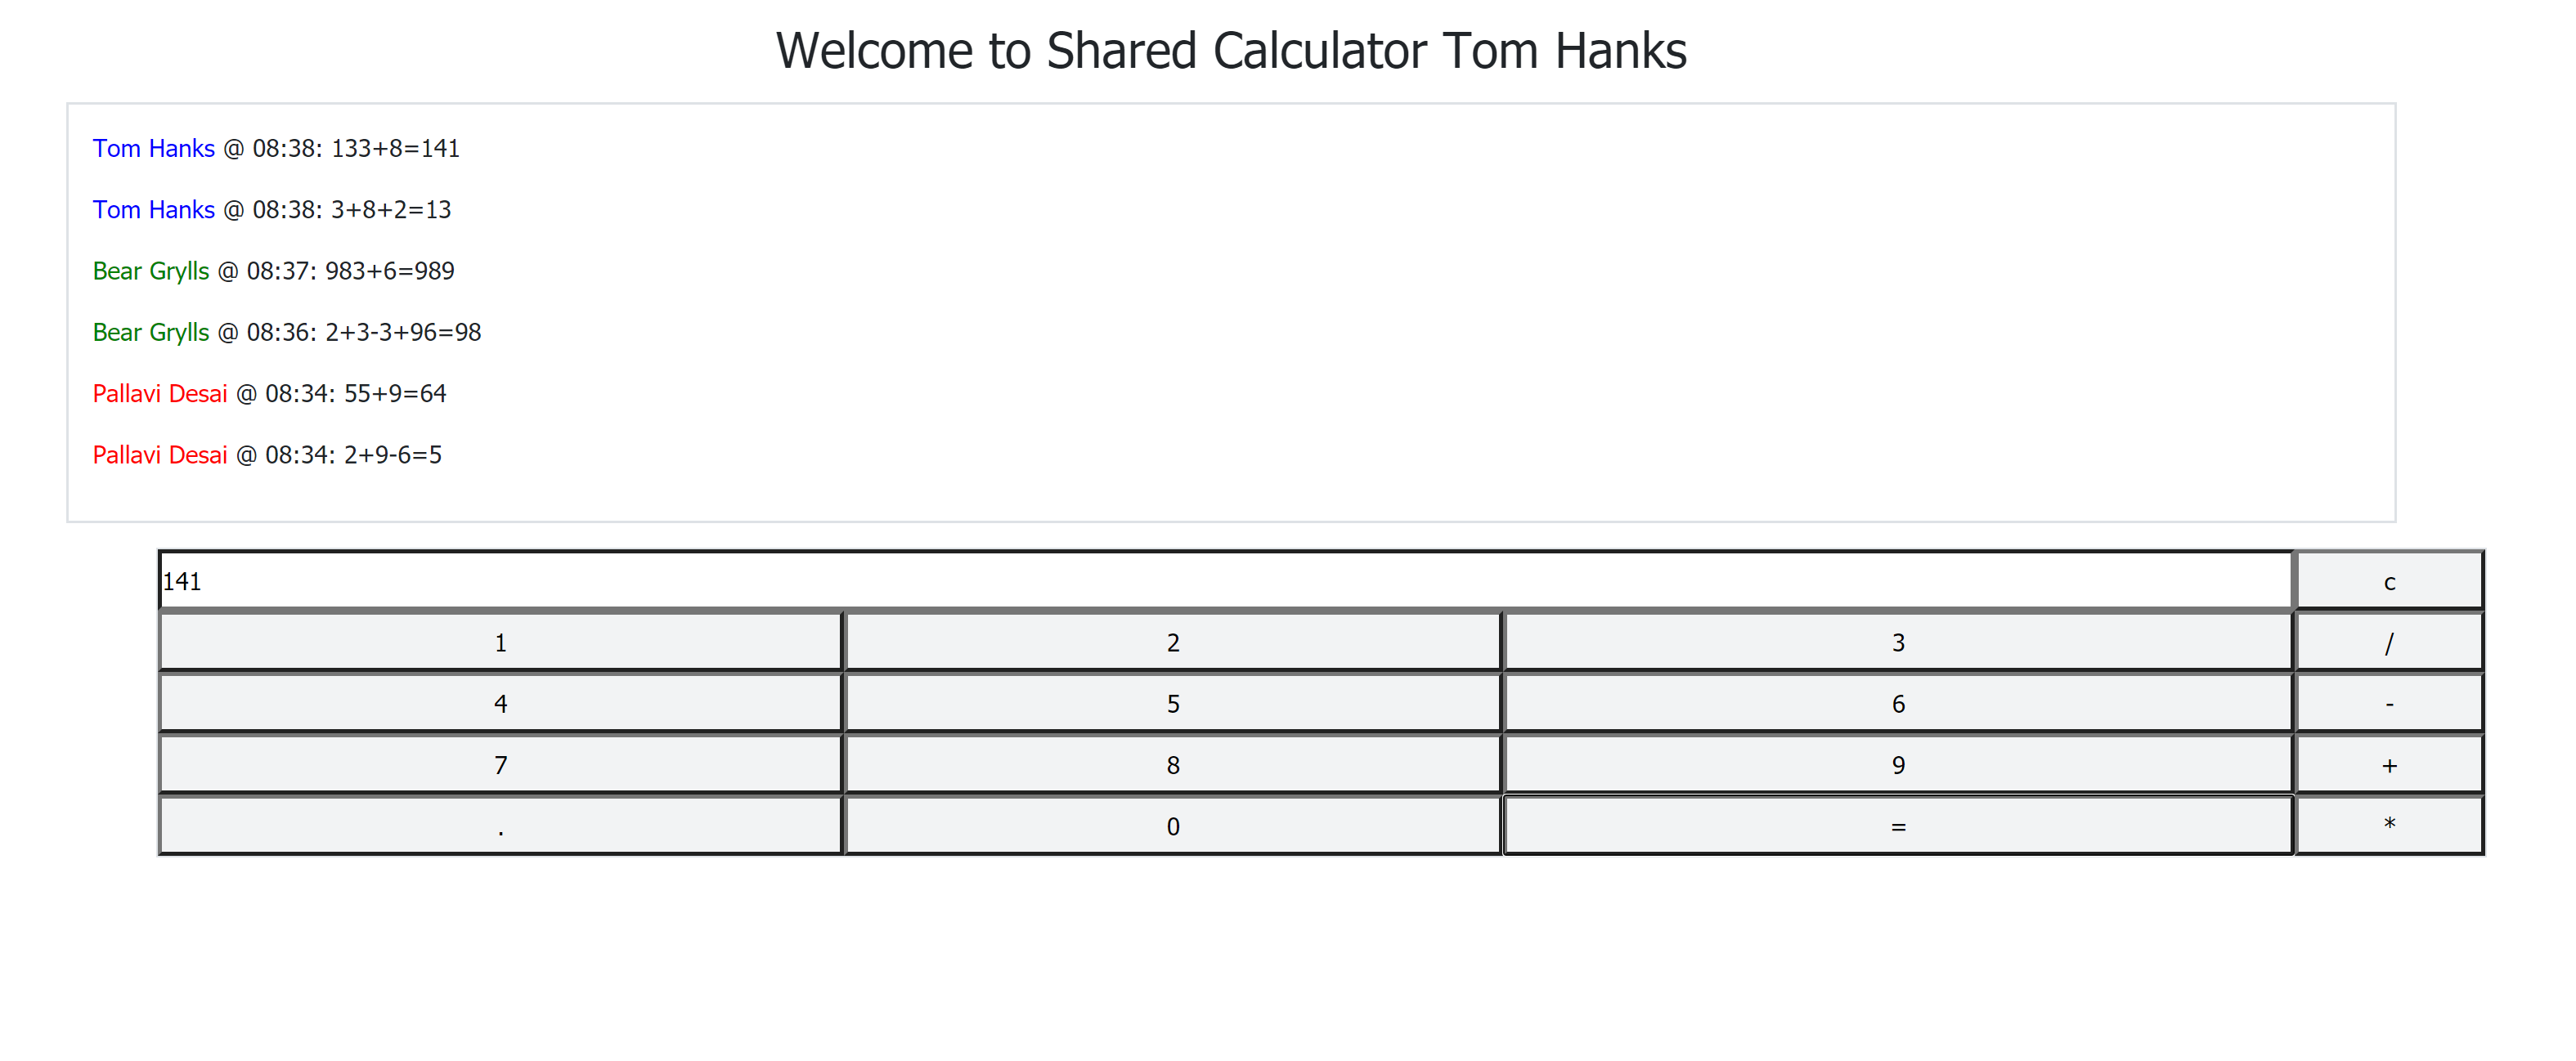 Welcome to Shared Calculator Tom Hanks
Tom Hanks @ 08:38: 133+8=141
Tom Hanks @ 08:38: 3+8+2=13
Bear Grylls @ 08:37: 983+6=989
Bear Grylls @ 08:36: 2+3-3+96=98
Pallavi Desai @ 08:34: 55+9=64
Pallavi Desai @ 08:34: 2+9-6=5
141 c
1 2 3 /
4 5 6 -
7 8 9 +
. 0 = *